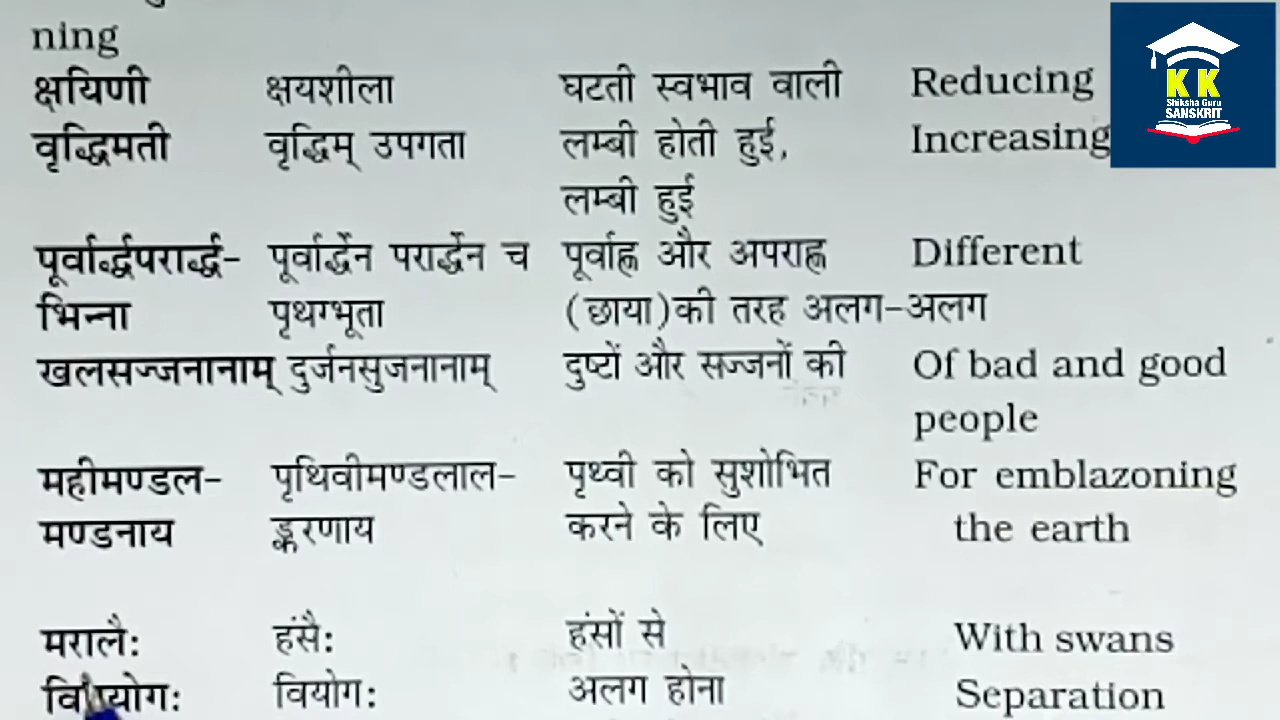 ning
क्षयिणी क्षयशीला घटती स्वभाव वाली Reducing
वृद्धिमती वृद्धिम् उपगता लम्बी होती हुई, Increasing
लम्बी हुई
पूर्वार्द्धपरार्द्ध- पूर्वार्द्धेन परार्द्धेन च पूर्वाह्न और अपराह्न Different
भिन्ना पृथग्भूता (छाया)की तरह अलग-अलग
खलसज्जनानाम् दुर्जनसुजनानाम् दुष्टों और सज्जनों की Of bad and good
people
महीमण्डल- पृथिवीमण्डलाल- पृथ्वी को सुशोभित For emblazoning
मण्डनाय ङ्करणाय करने के लिए the earth
मरालैः हंसैः हंसों से With swans
वियोगः अलग होना Separation
K K
Shiksha Guru
SANSKRIT